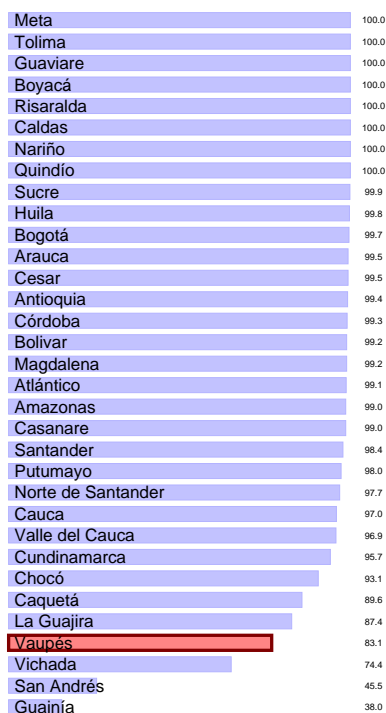 Meta 100.0
Tolima 100.0
Guaviare 100.0
Boyacá 100.0
Risaralda 100.0
Caldas 100.0
Nariño 100.0
Quindío 100.0
Sucre 99.9
Huila 99.8
Bogotá 99.7
Arauca 99.5
Cesar 99.5
Antioquia 99.4
Córdoba 99.3
Bolivar 99.2
Magdalena 99.2
Atlántico 99.1
Amazonas 99.0
Casanare 99.0
Santander 98.4
Putumayo 98.0
Norte de Santander 97.7
Cauca 97.0
Valle del Cauca 96.9
Cundinamarca 95.7
Chocó 93.1
Caquetá 89.6
La Guajira 87.4
Vaupés 83.1
Vichada 74.4
San Andrés 45.5
Guainía 38.0